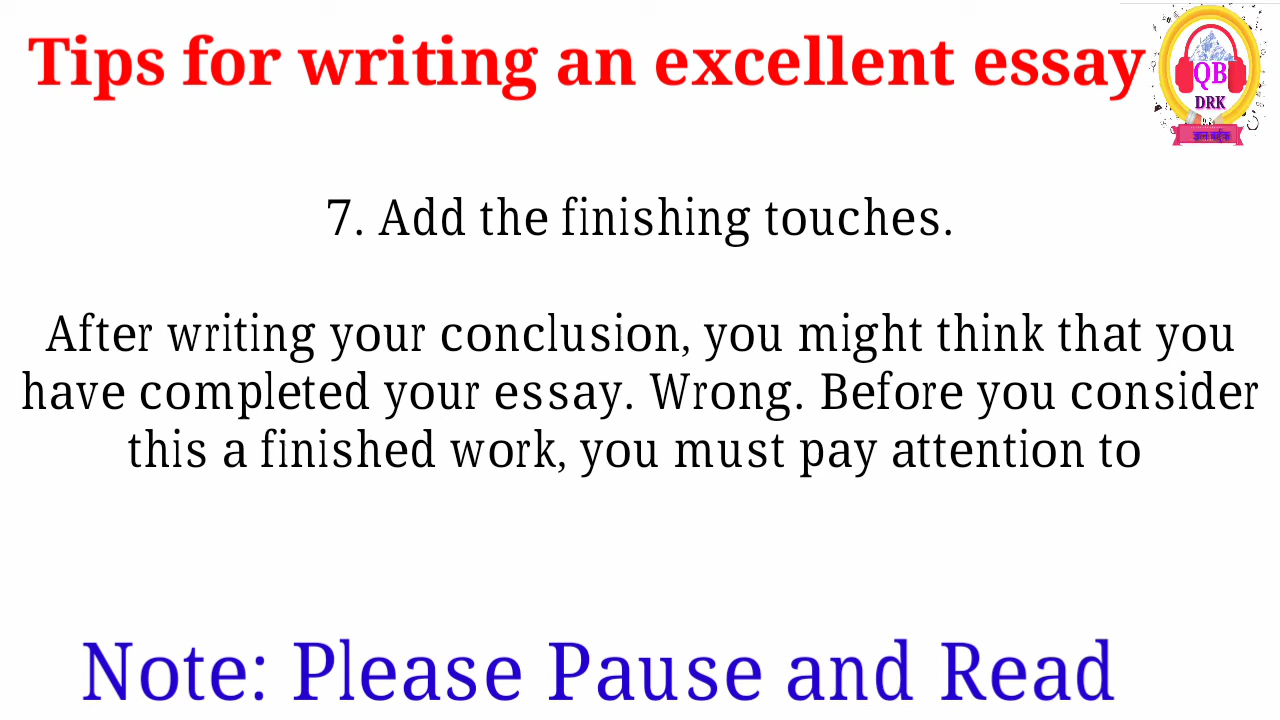 Tips for writing an excellent essay
QB
DRK
7. Add the finishing touches.
After writing your conclusion, you might think that you
have completed your essay. Wrong. Before you consider
this a finished work, you must pay attention to
Note: Please Pause and Read